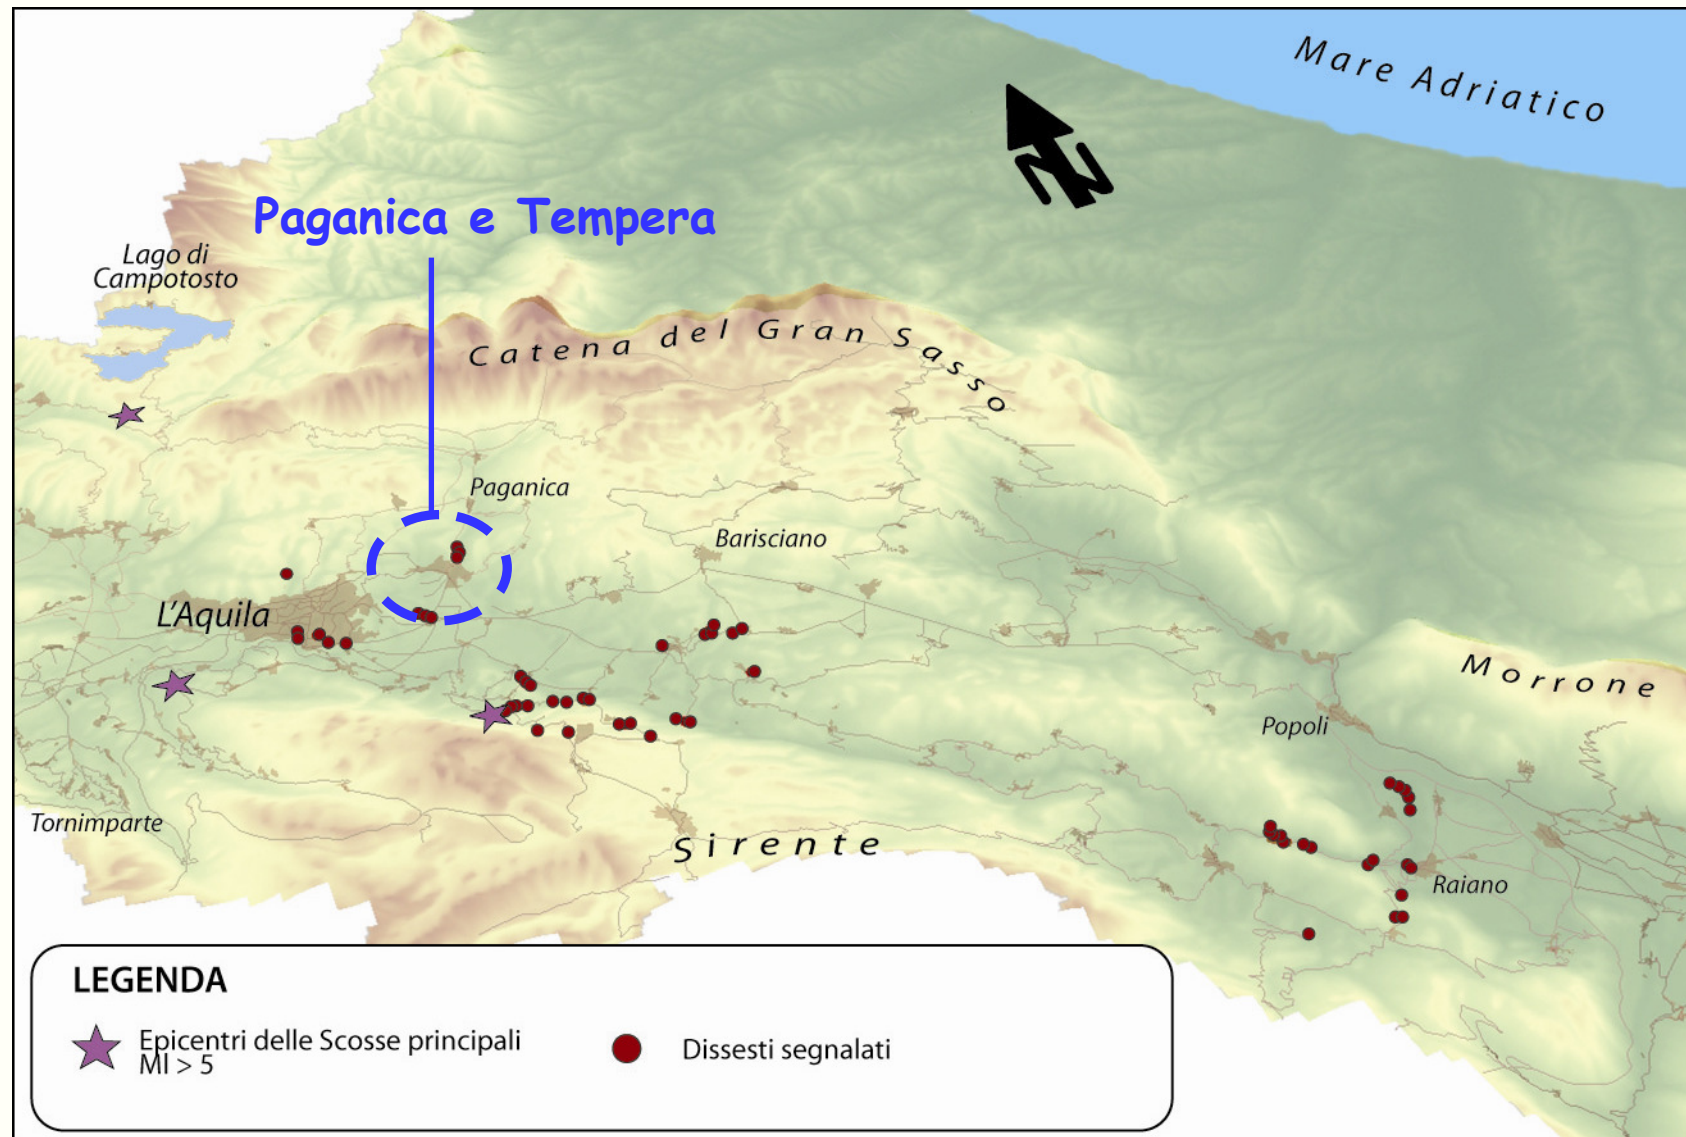 Mare Adriatico
N
Paganica e Tempera
Lago di
Campotosto
Catena del Gran Sasso
Paganica
Barisciano
L'Aquila
Morrone
Popoli
Tornimparte
Sirente
Raiano
LEGENDA
Epicentri delle Scosse principali
Ml > 5
Dissesti segnalati